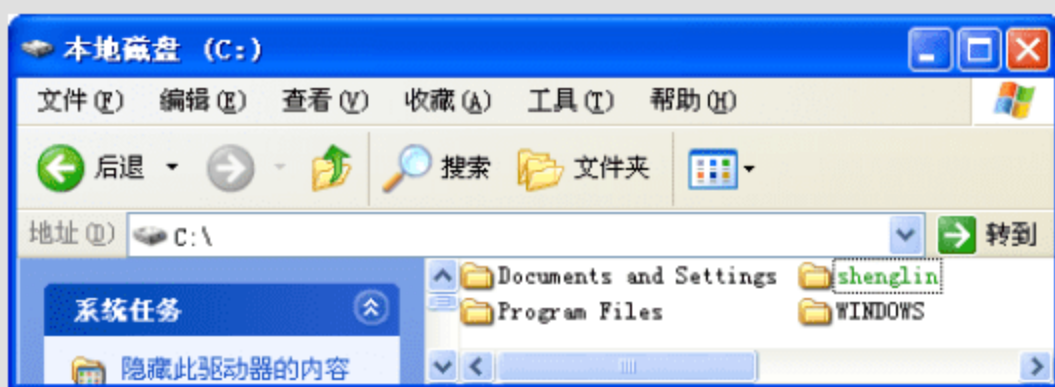 本地磁盘 (C:)
文件(F) 编辑(E) 查看(V) 收藏(A) 工具(T) 帮助(H)
后退 搜索 文件夹
地址(D) C:\ 转到
Documents and Settings shenglin
系统任务 Program Files WINDOWS
隐藏此驱动器的内容